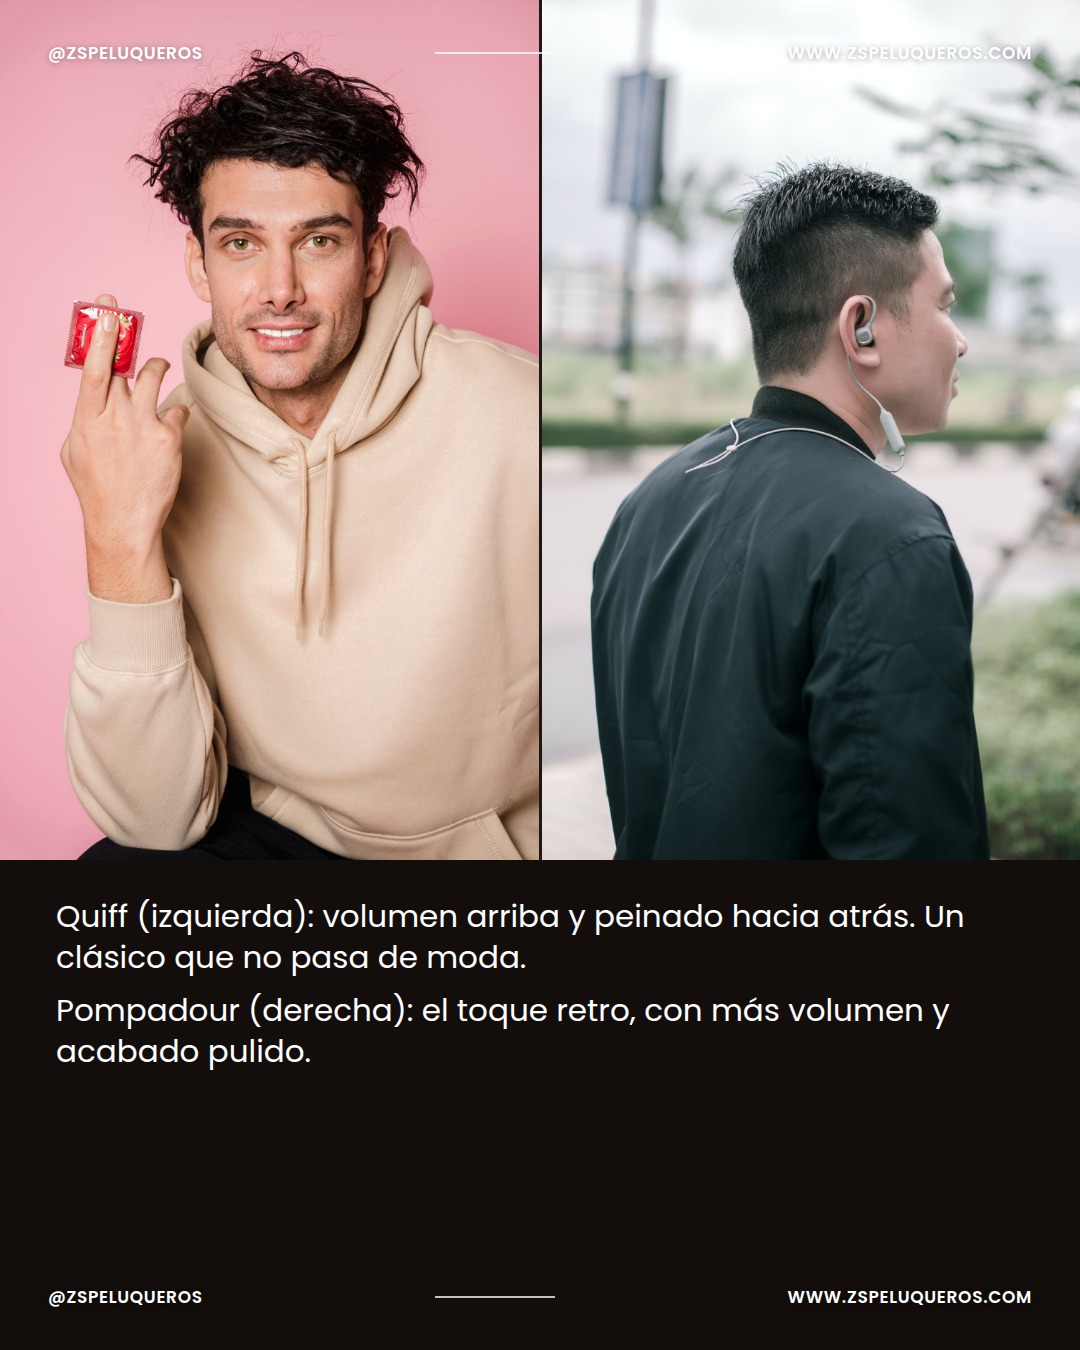 @ZSPELUQUEROS
WWW.ZSPELUQUEROS.COM
Quiff (izquierda): volumen arriba y peinado hacia atrás. Un
clásico que no pasa de moda.
Pompadour (derecha): el toque retro, con más volumen y
acabado pulido.
@ZSPELUQUEROS
WWW.ZSPELUQUEROS.COM